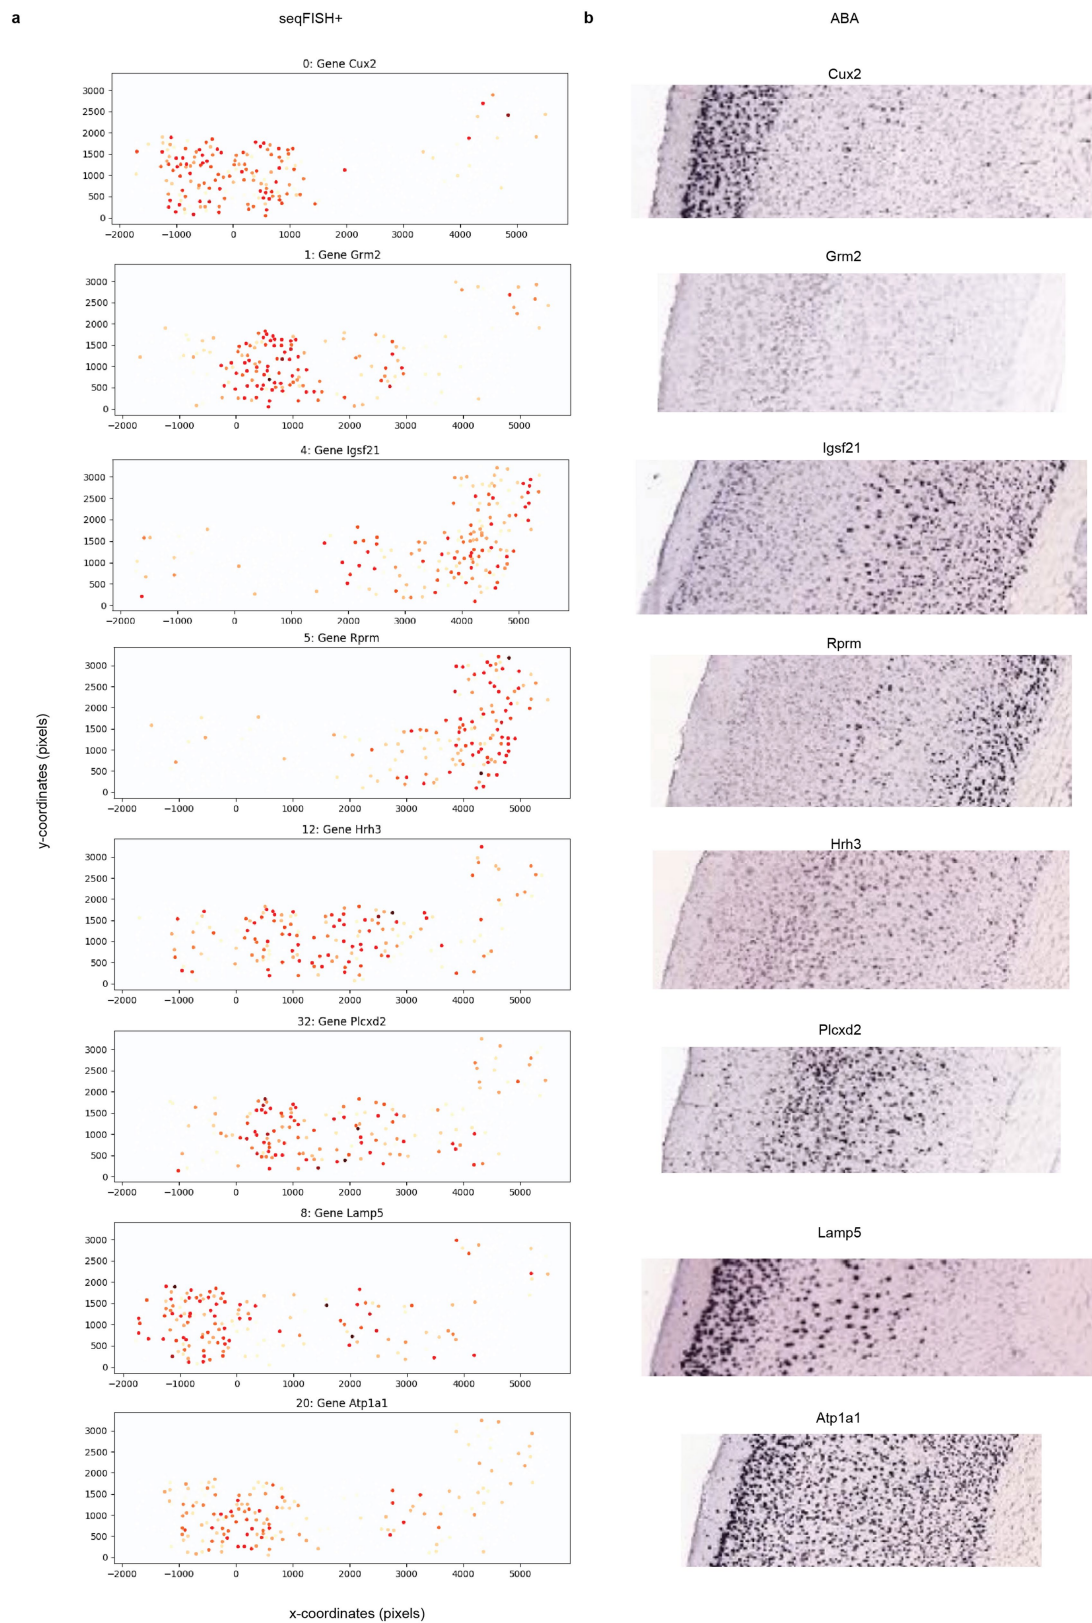 a
seqFISH+
b
ABA
0: Gene Cux2
3000
2500
2000
1500
1000
500
0
−2000 −1000 0 1000 2000 3000 4000 5000
Cux2
1: Gene Grm2
3000
2500
2000
1500
1000
500
0
−2000 −1000 0 1000 2000 3000 4000 5000
Grm2
4: Gene Igsf21
3000
2500
2000
1500
1000
500
0
−2000 −1000 0 1000 2000 3000 4000 5000
Igsf21
5: Gene Rprm
3000
2500
2000
1500
1000
500
0
−2000 −1000 0 1000 2000 3000 4000 5000
Rprm
y-coordinates (pixels)
12: Gene Hrh3
3000
2500
2000
1500
1000
500
0
−2000 −1000 0 1000 2000 3000 4000 5000
Hrh3
32: Gene Plcxd2
3000
2500
2000
1500
1000
500
0
−2000 −1000 0 1000 2000 3000 4000 5000
Plcxd2
8: Gene Lamp5
3000
2500
2000
1500
1000
500
0
−2000 −1000 0 1000 2000 3000 4000 5000
Lamp5
20: Gene Atp1a1
3000
2500
2000
1500
1000
500
0
−2000 −1000 0 1000 2000 3000 4000 5000
Atp1a1
x-coordinates (pixels)